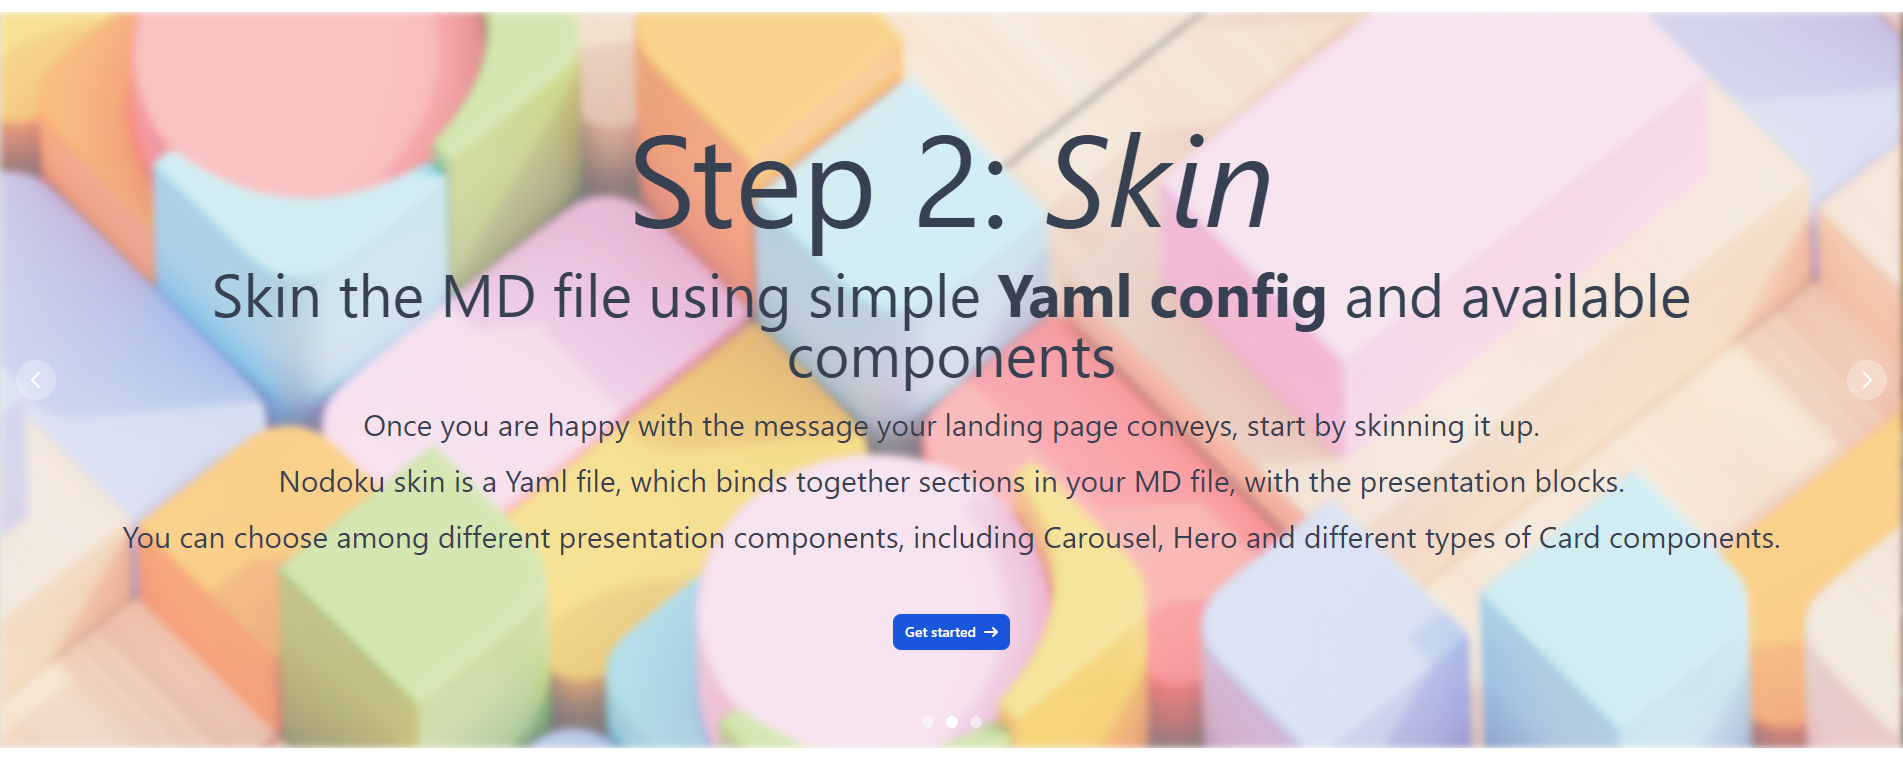 Step 2: Skin
Skin the MD file using simple Yaml config and available
components
Once you are happy with the message your landing page conveys, start by skinning it up.
Nodoku skin is a Yaml file, which binds together sections in your MD file, with the presentation blocks.
You can choose among different presentation components, including Carousel, Hero and different types of Card components.
Get started